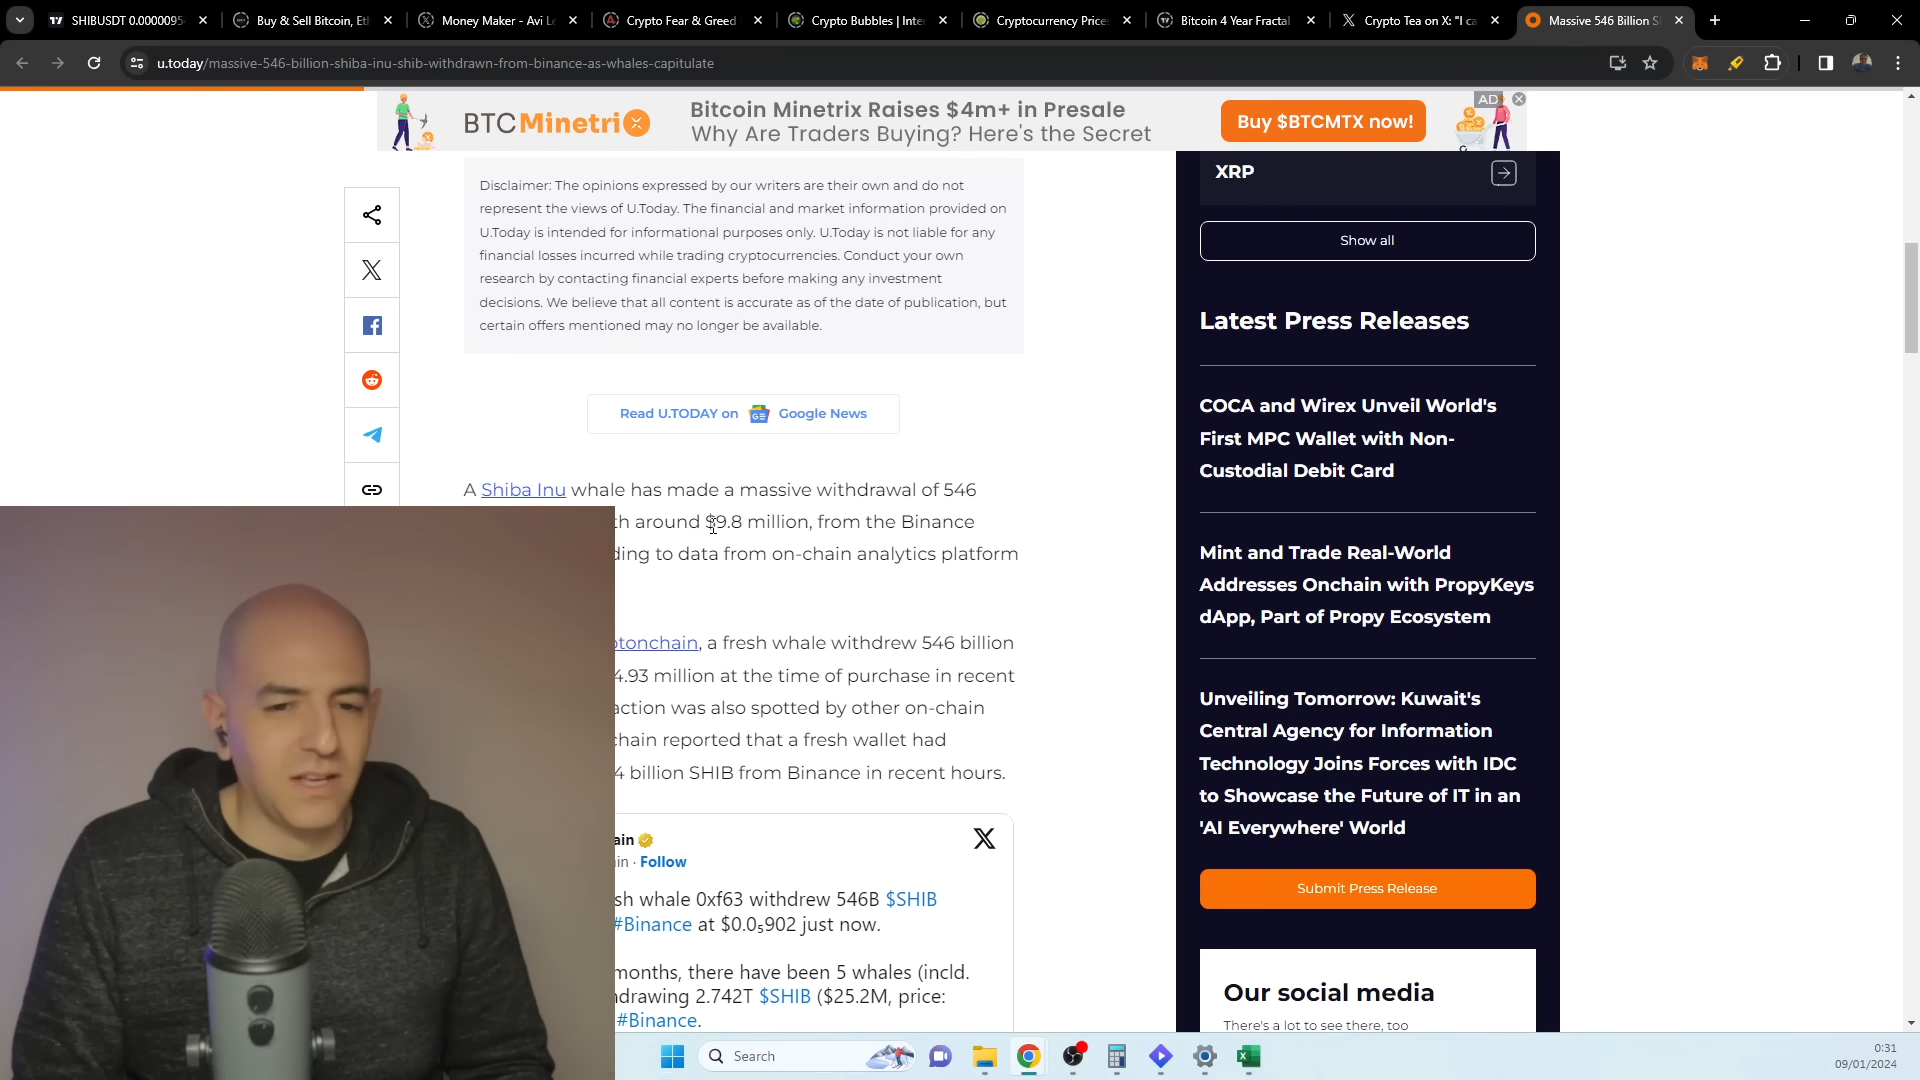 SHIBUSDT 0.0000095
Buy & Sell Bitcoin, Et
Money Maker - Avi L
Crypto Fear & Greed
Crypto Bubbles | Inte
Cryptocurrency Price
Bitcoin 4 Year Fractal
Crypto Tea on X: "I ca
Massive 546 Billion S
u.today/massive-546-billion-shiba-inu-shib-withdrawn-from-binance-as-whales-capitulate
BTCMinetri
Bitcoin Minetrix Raises $4m+ in Presale
Why Are Traders Buying? Here's the Secret
Buy $BTCMTX now!
AD
Disclaimer: The opinions expressed by our writers are their own and do not
represent the views of U.Today. The financial and market information provided on
U.Today is intended for informational purposes only. U.Today is not liable for any
financial losses incurred while trading cryptocurrencies. Conduct your own
research by contacting financial experts before making any investment
decisions. We believe that all content is accurate as of the date of publication, but
certain offers mentioned may no longer be available.
Read U.TODAY on Google News
A Shiba Inu whale has made a massive withdrawal of 546
th around $9.8 million, from the Binance
ding to data from on-chain analytics platform
otonchain, a fresh whale withdrew 546 billion
4.93 million at the time of purchase in recent
action was also spotted by other on-chain
chain reported that a fresh wallet had
4 billion SHIB from Binance in recent hours.
ain
in · Follow
sh whale 0xf63 withdrew 546B $SHIB
#Binance at $0.0₅902 just now.
months, there have been 5 whales (incld.
hdrawing 2.742T $SHIB ($25.2M, price:
#Binance.
XRP
Show all
Latest Press Releases
COCA and Wirex Unveil World's
First MPC Wallet with Non-
Custodial Debit Card
Mint and Trade Real-World
Addresses Onchain with PropyKeys
dApp, Part of Propy Ecosystem
Unveiling Tomorrow: Kuwait's
Central Agency for Information
Technology Joins Forces with IDC
to Showcase the Future of IT in an
'AI Everywhere' World
Submit Press Release
Our social media
There's a lot to see there, too
Search
0:31
09/01/2024